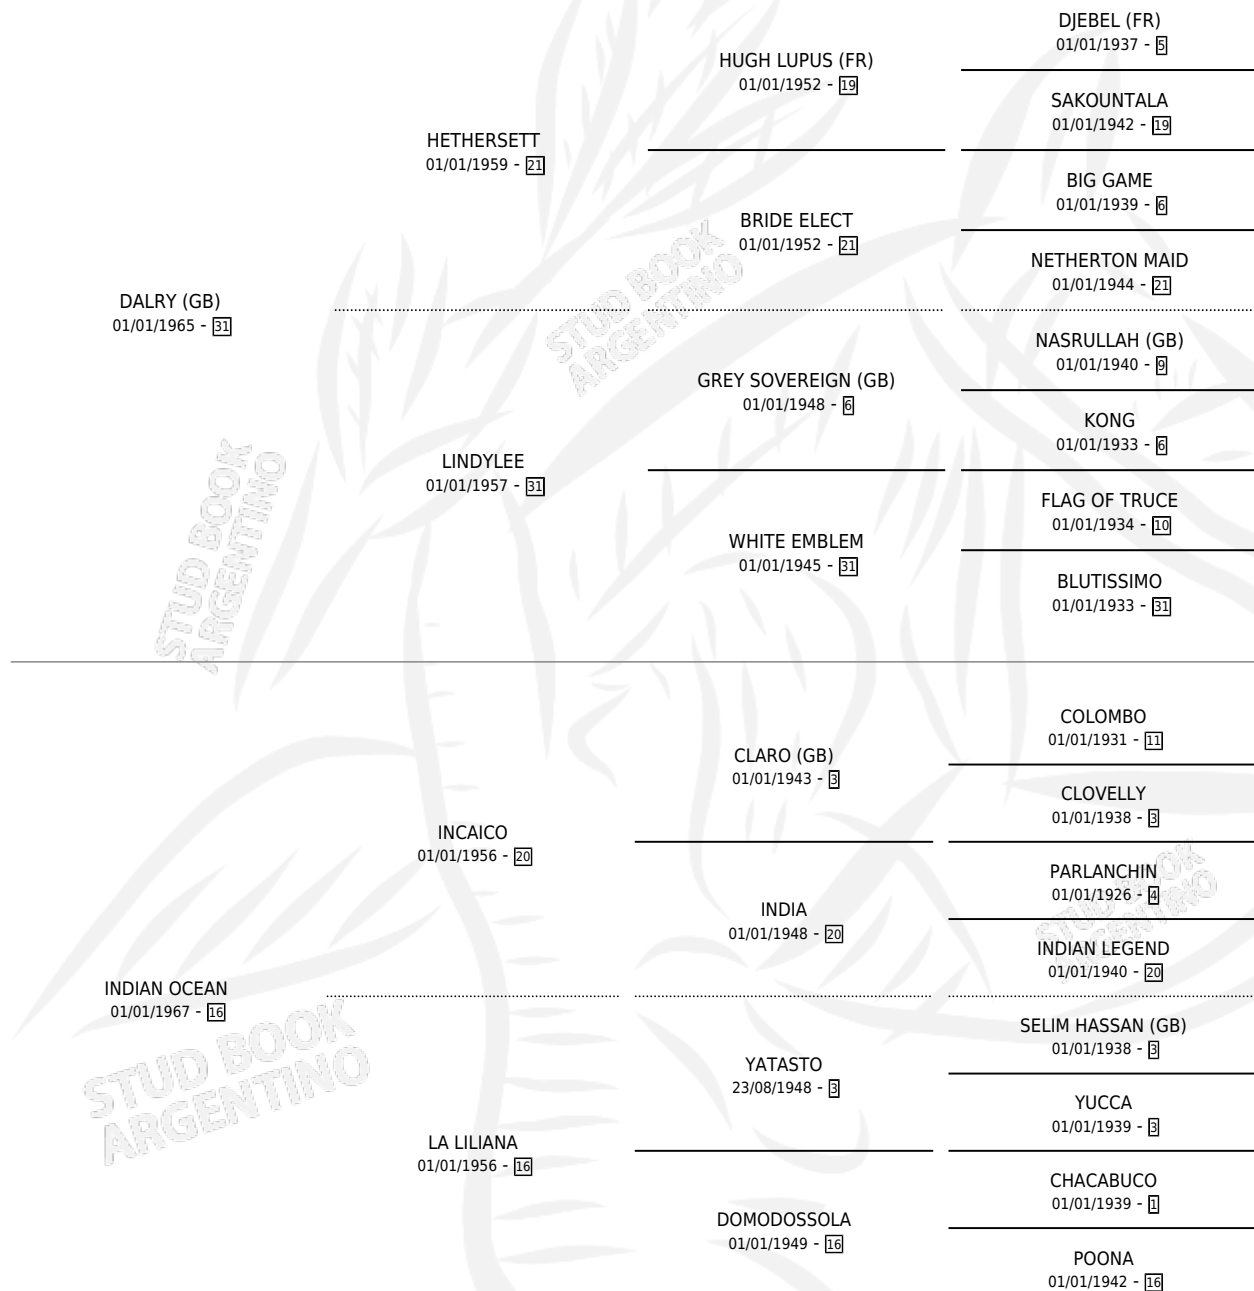 DALRY (GB)
01/01/1965 - 31
HETHERSETT
01/01/1959 - 21
HUGH LUPUS (FR)
01/01/1952 - 19
DJEBEL (FR)
01/01/1937 - 5
SAKOUNTALA
01/01/1942 - 19
BRIDE ELECT
01/01/1952 - 21
BIG GAME
01/01/1939 - 6
NETHERTON MAID
01/01/1944 - 21
LINDYLEE
01/01/1957 - 31
GREY SOVEREIGN (GB)
01/01/1948 - 6
NASRULLAH (GB)
01/01/1940 - 9
KONG
01/01/1933 - 6
WHITE EMBLEM
01/01/1945 - 31
FLAG OF TRUCE
01/01/1934 - 10
BLUTISSIMO
01/01/1933 - 31
INDIAN OCEAN
01/01/1967 - 16
INCAICO
01/01/1956 - 20
CLARO (GB)
01/01/1943 - 3
COLOMBO
01/01/1931 - 11
CLOVELLY
01/01/1938 - 3
INDIA
01/01/1948 - 20
PARLANCHIN
01/01/1926 - 4
INDIAN LEGEND
01/01/1940 - 20
LA LILIANA
01/01/1956 - 16
YATASTO
23/08/1948 - 3
SELIM HASSAN (GB)
01/01/1938 - 3
YUCCA
01/01/1939 - 3
DOMODOSSOLA
01/01/1949 - 16
CHACABUCO
01/01/1939 - 1
POONA
01/01/1942 - 16
STUD BOOK
ARGENTINO
STUD BOOK
ARGENTINO
STUD BOOK
ARGENTINO
STUD BOOK
ARGENTINO